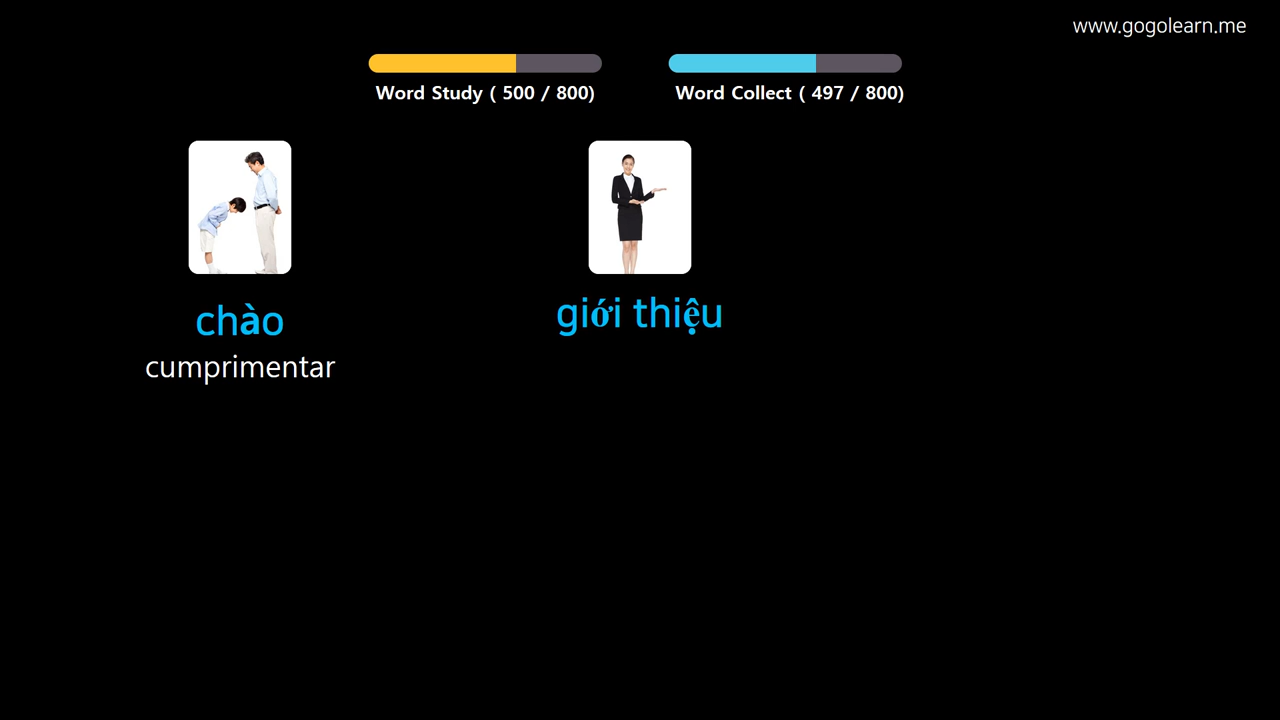 www.gogolearn.me
Word Study ( 500 / 800)
Word Collect ( 497 / 800)
chào
cumprimentar
giới thiệu